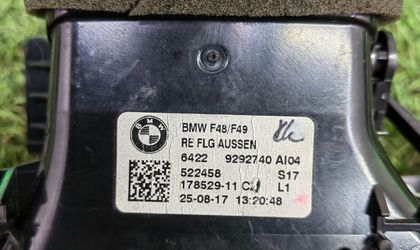 BMW
BMW F48/F49
RE FLG AUSSEN
6422 9292740 AI04
522458 S17
178529-11 L1
25-08-17 13:20:48